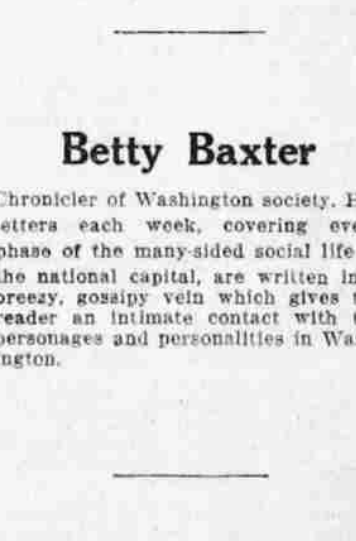 Betty Baxter
Chronicler of Washington society. H
letters each week, covering eve
phase of the many-sided social life
the national capital, are written in
breezy, gossipy vein which gives t
reader an intimate contact with t
personages and personalities in Wa
ington.